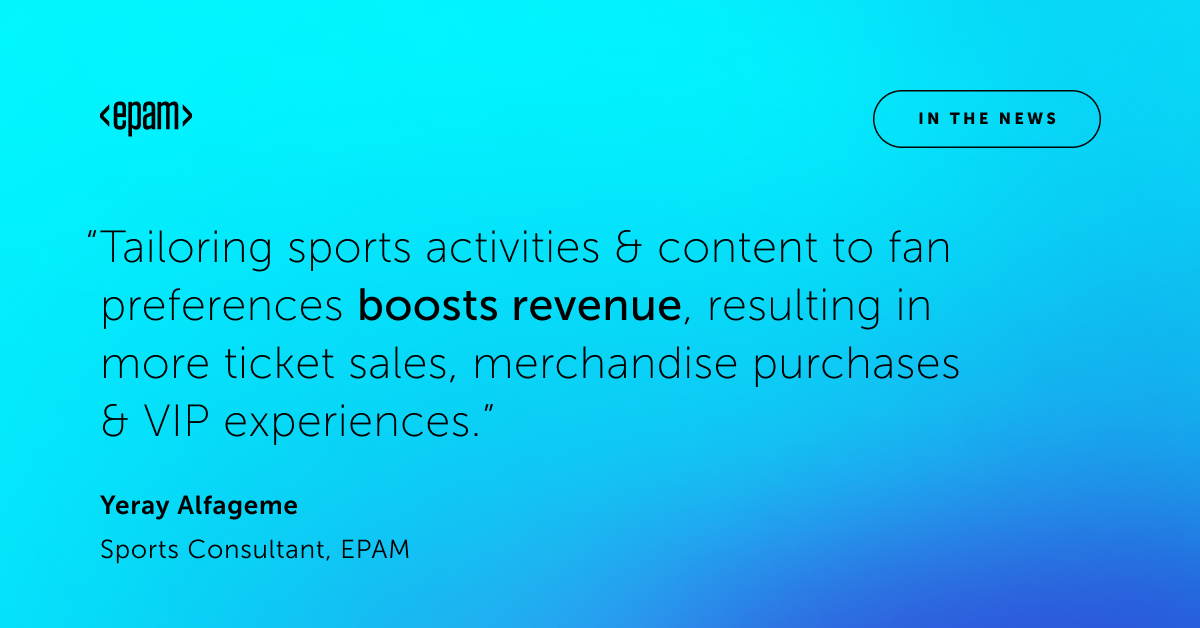 <epam>
IN THE NEWS
“Tailoring sports activities & content to fan
preferences boosts revenue, resulting in
more ticket sales, merchandise purchases
& VIP experiences.”
Yeray Alfageme
Sports Consultant, EPAM